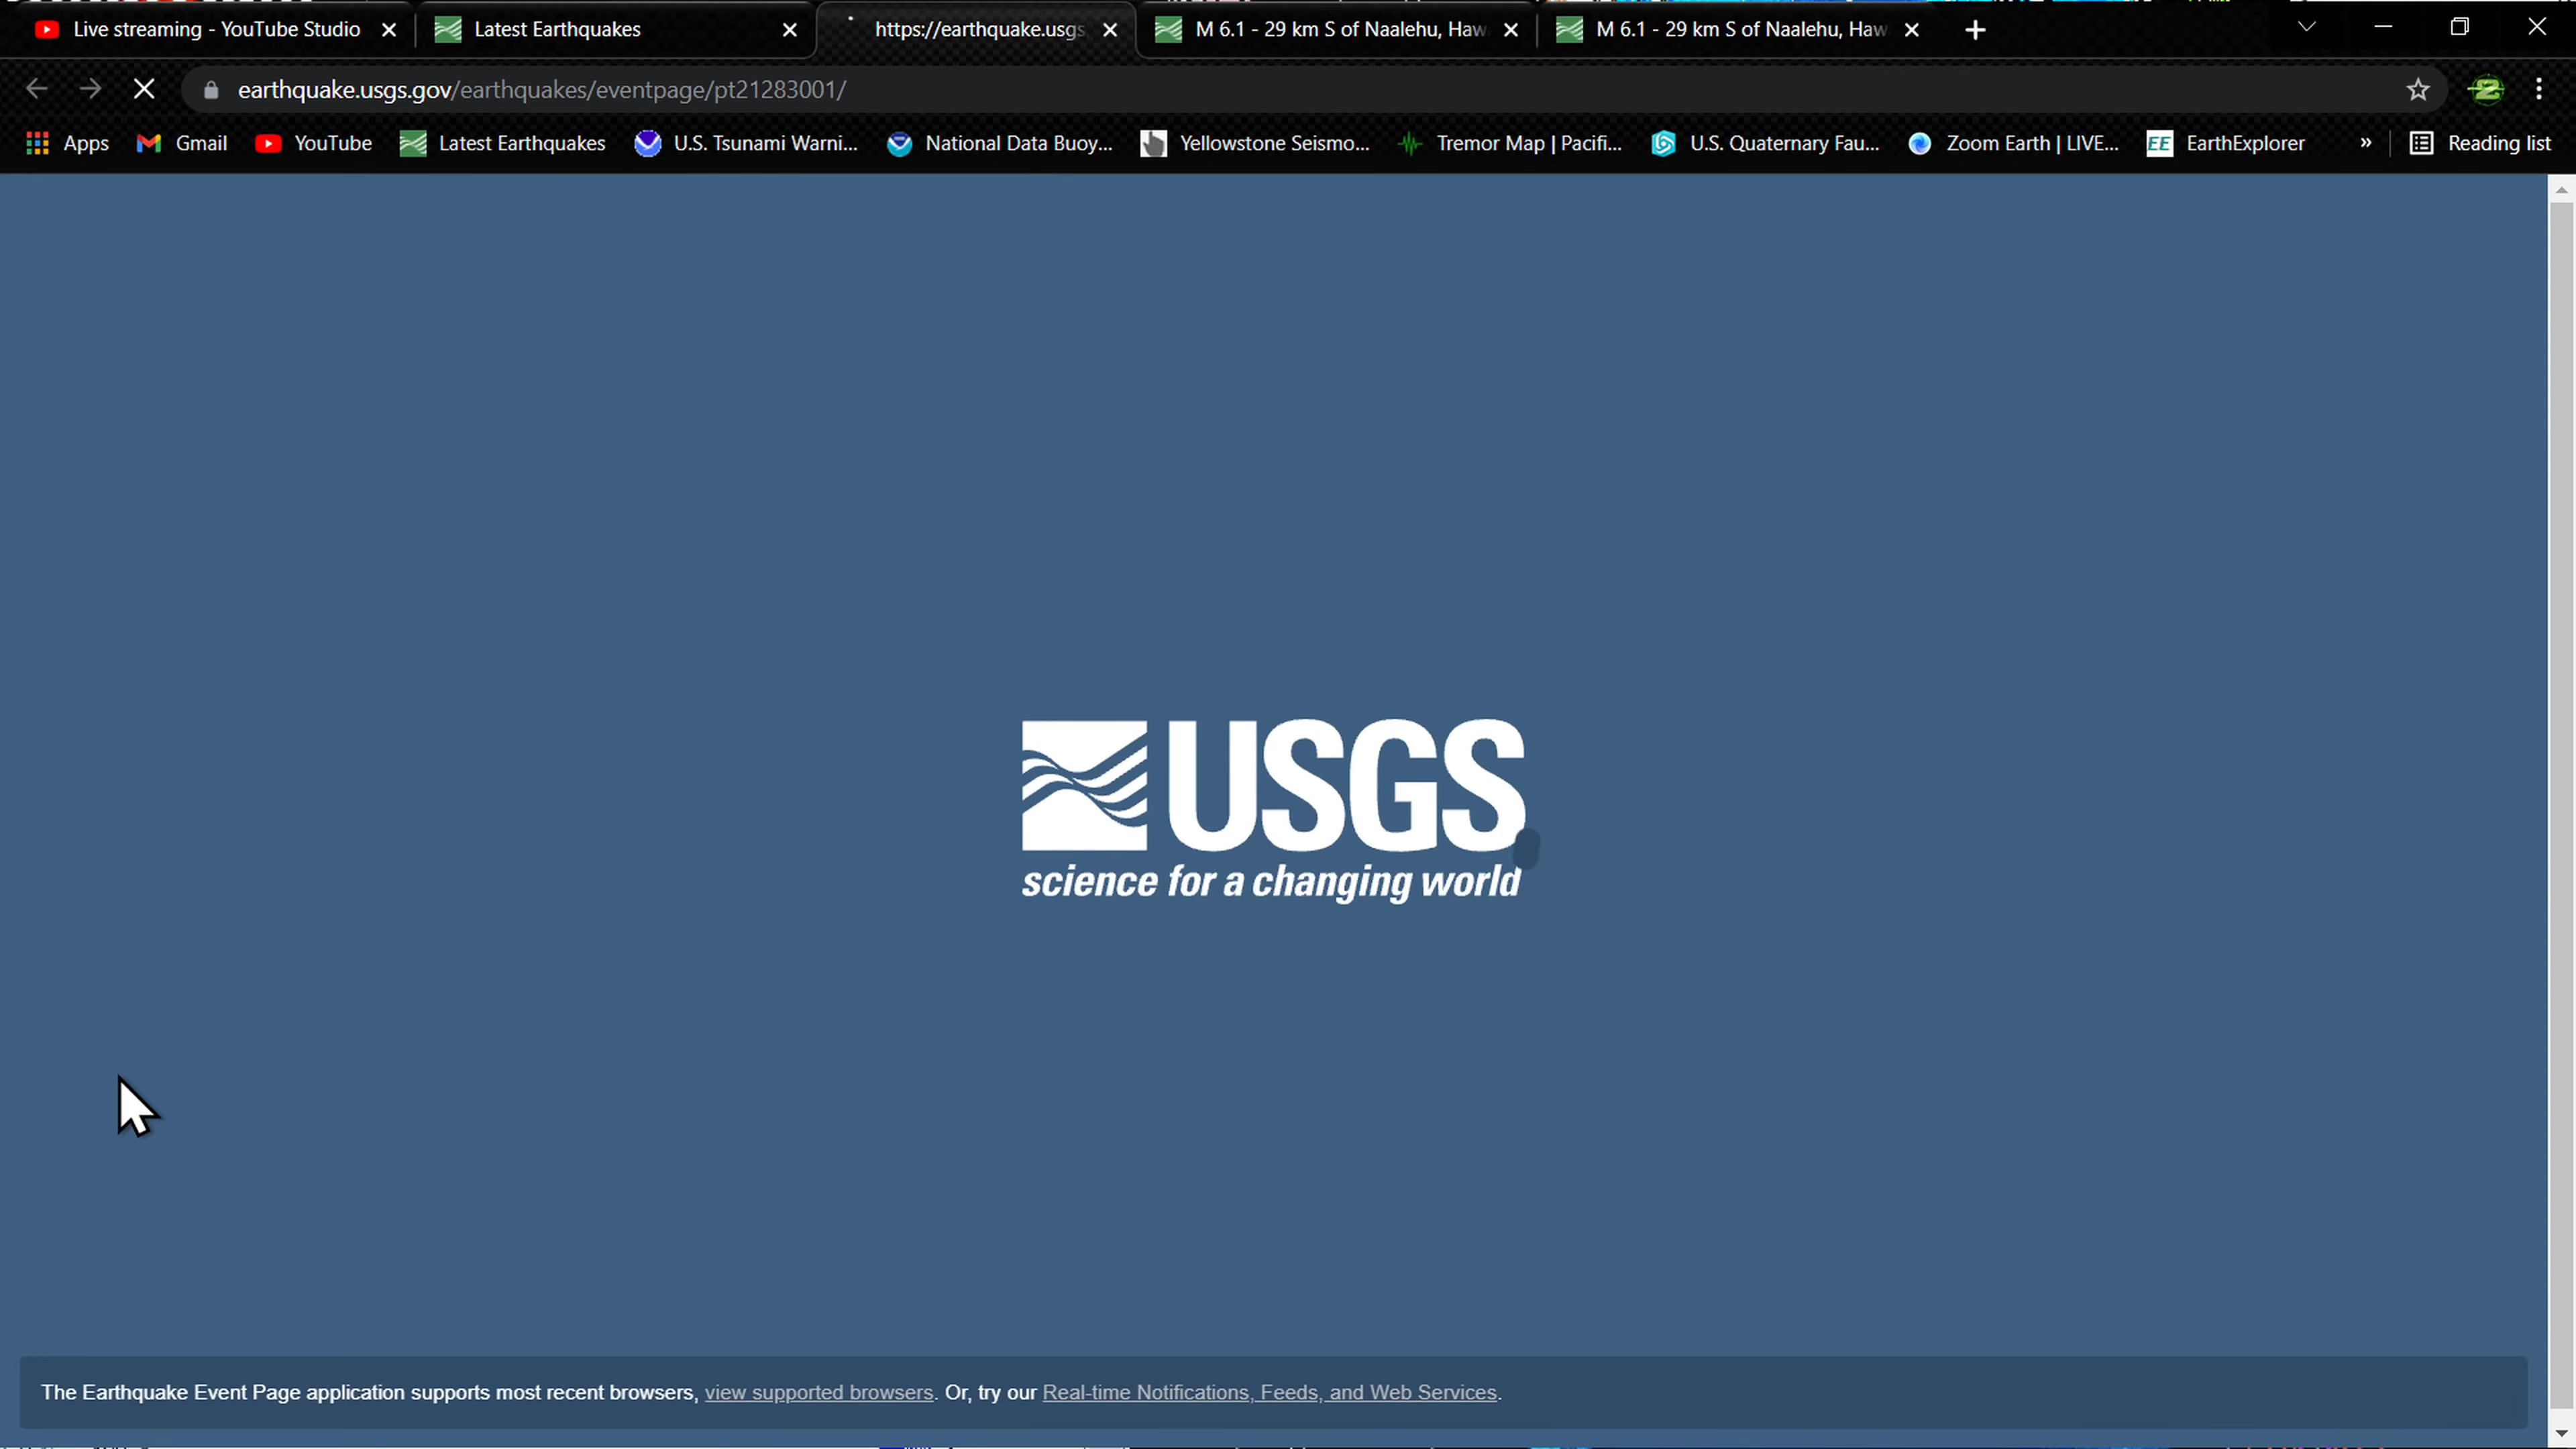 Live streaming - YouTube Studio
Latest Earthquakes
https://earthquake.usgs
M 6.1 - 29 km S of Naalehu, Haw
M 6.1 - 29 km S of Naalehu, Haw
earthquake.usgs.gov/earthquakes/eventpage/pt21283001/
Apps
Gmail
YouTube
Latest Earthquakes
U.S. Tsunami Warni...
National Data Buoy...
Yellowstone Seismo...
Tremor Map | Pacifi...
U.S. Quaternary Fau...
Zoom Earth | LIVE...
EE
EarthExplorer
»
Reading list
USGS
science for a changing world
The Earthquake Event Page application supports most recent browsers, view supported browsers. Or, try our Real-time Notifications, Feeds, and Web Services.